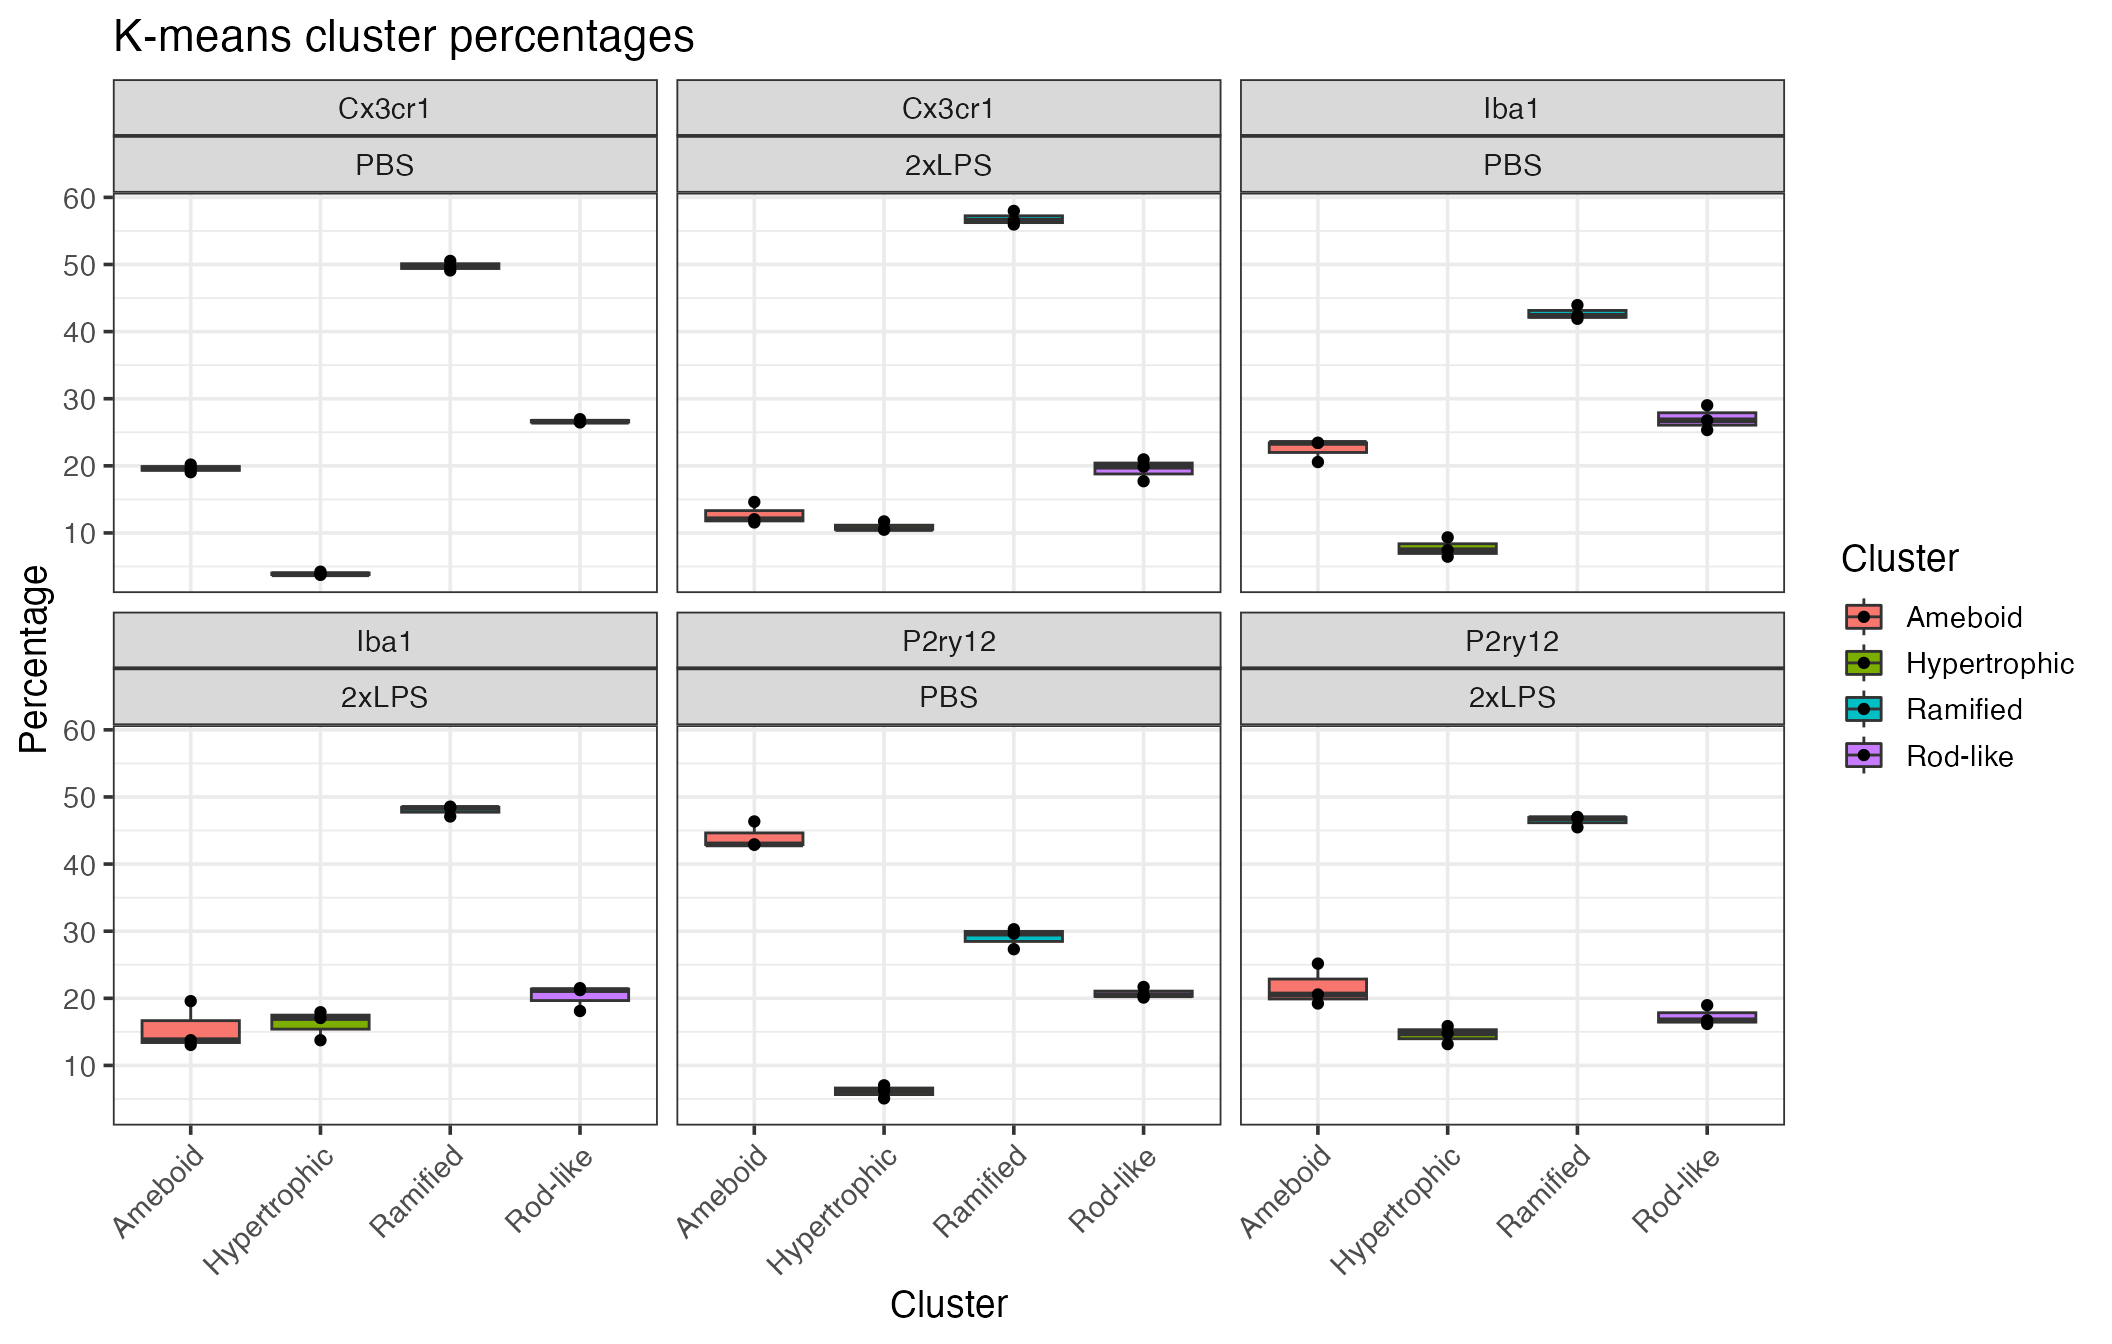 K-means cluster percentages
Cx3cr1
Cx3cr1
Iba1
PBS
2xLPS
PBS
60
50
40
30
20
10
Iba1
P2ry12
P2ry12
2xLPS
PBS
2xLPS
60
50
40
30
20
10
Percentage
Ameboid
Hypertrophic
Ramified
Rod-like
Ameboid
Hypertrophic
Ramified
Rod-like
Ameboid
Hypertrophic
Ramified
Rod-like
Cluster
Cluster
Ameboid
Hypertrophic
Ramified
Rod-like